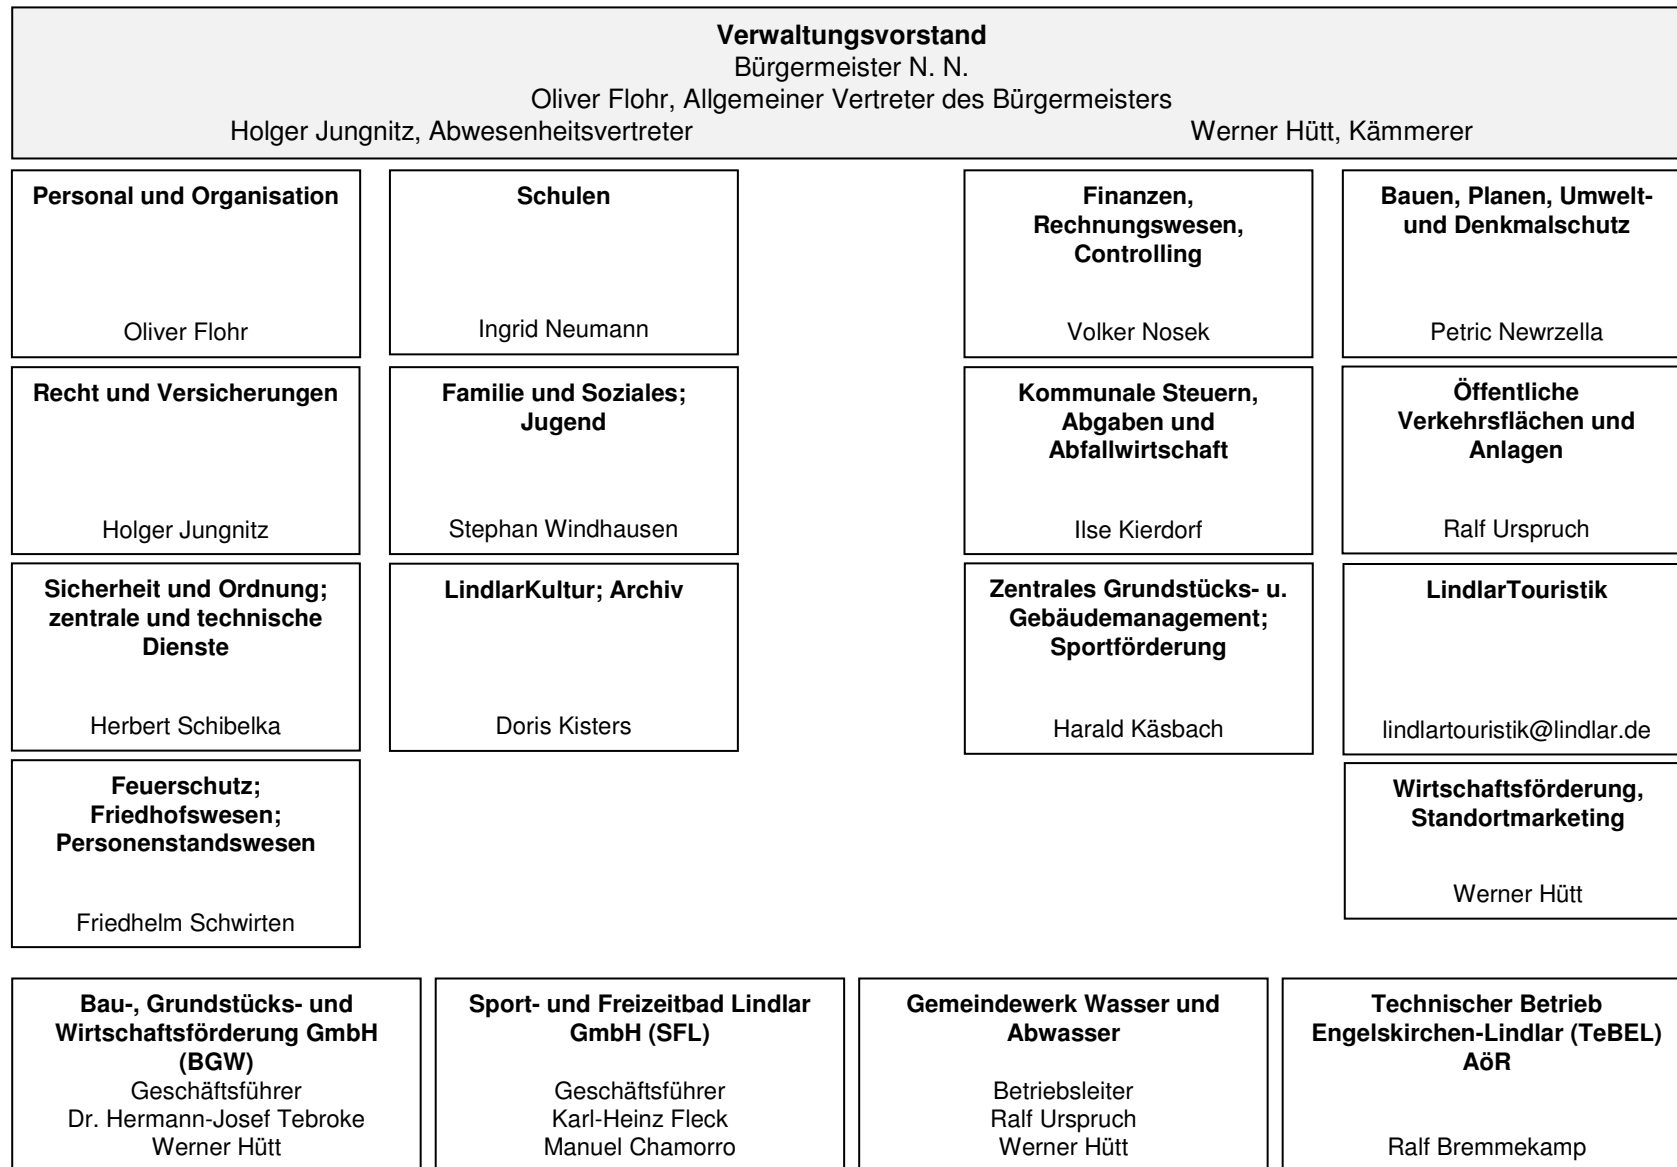 Verwaltungsvorstand
Bürgermeister N. N.
Oliver Flohr, Allgemeiner Vertreter des Bürgermeisters
Holger Jungnitz, Abwesenheitsvertreter
Werner Hütt, Kämmerer
Personal und Organisation
Oliver Flohr
Schulen
Ingrid Neumann
Finanzen,
Rechnungswesen,
Controlling
Volker Nosek
Bauen, Planen, Umwelt-
und Denkmalschutz
Petric Newrzella
Recht und Versicherungen
Holger Jungnitz
Familie und Soziales;
Jugend
Stephan Windhausen
Kommunale Steuern,
Abgaben und
Abfallwirtschaft
Ilse Kierdorf
Öffentliche
Verkehrsflächen und
Anlagen
Ralf Urspruch
Sicherheit und Ordnung;
zentrale und technische
Dienste
Herbert Schibelka
LindlarKultur; Archiv
Doris Kisters
Zentrales Grundstücks- u.
Gebäudemanagement;
Sportförderung
Harald Käsbach
LindlarTouristik
lindlartouristik@lindlar.de
Feuerschutz;
Friedhofswesen;
Personenstandswesen
Friedhelm Schwirten
Wirtschaftsförderung,
Standortmarketing
Werner Hütt
Bau-, Grundstücks- und
Wirtschaftsförderung GmbH
(BGW)
Geschäftsführer
Dr. Hermann-Josef Tebroke
Werner Hütt
Sport- und Freizeitbad Lindlar
GmbH (SFL)
Geschäftsführer
Karl-Heinz Fleck
Manuel Chamorro
Gemeindewerk Wasser und
Abwasser
Betriebsleiter
Ralf Urspruch
Werner Hütt
Technischer Betrieb
Engelskirchen-Lindlar (TeBEL)
AöR
Ralf Bremmekamp